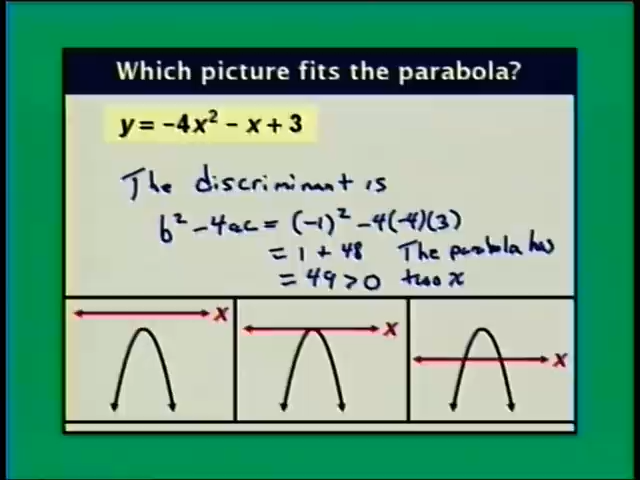 Which picture fits the parabola?
y = -4x² - x + 3
The discriminant is
b² - 4ac = (-1)² - 4(-4)(3)
= 1 + 48 The parabola has
= 49 > 0 two x
x x x